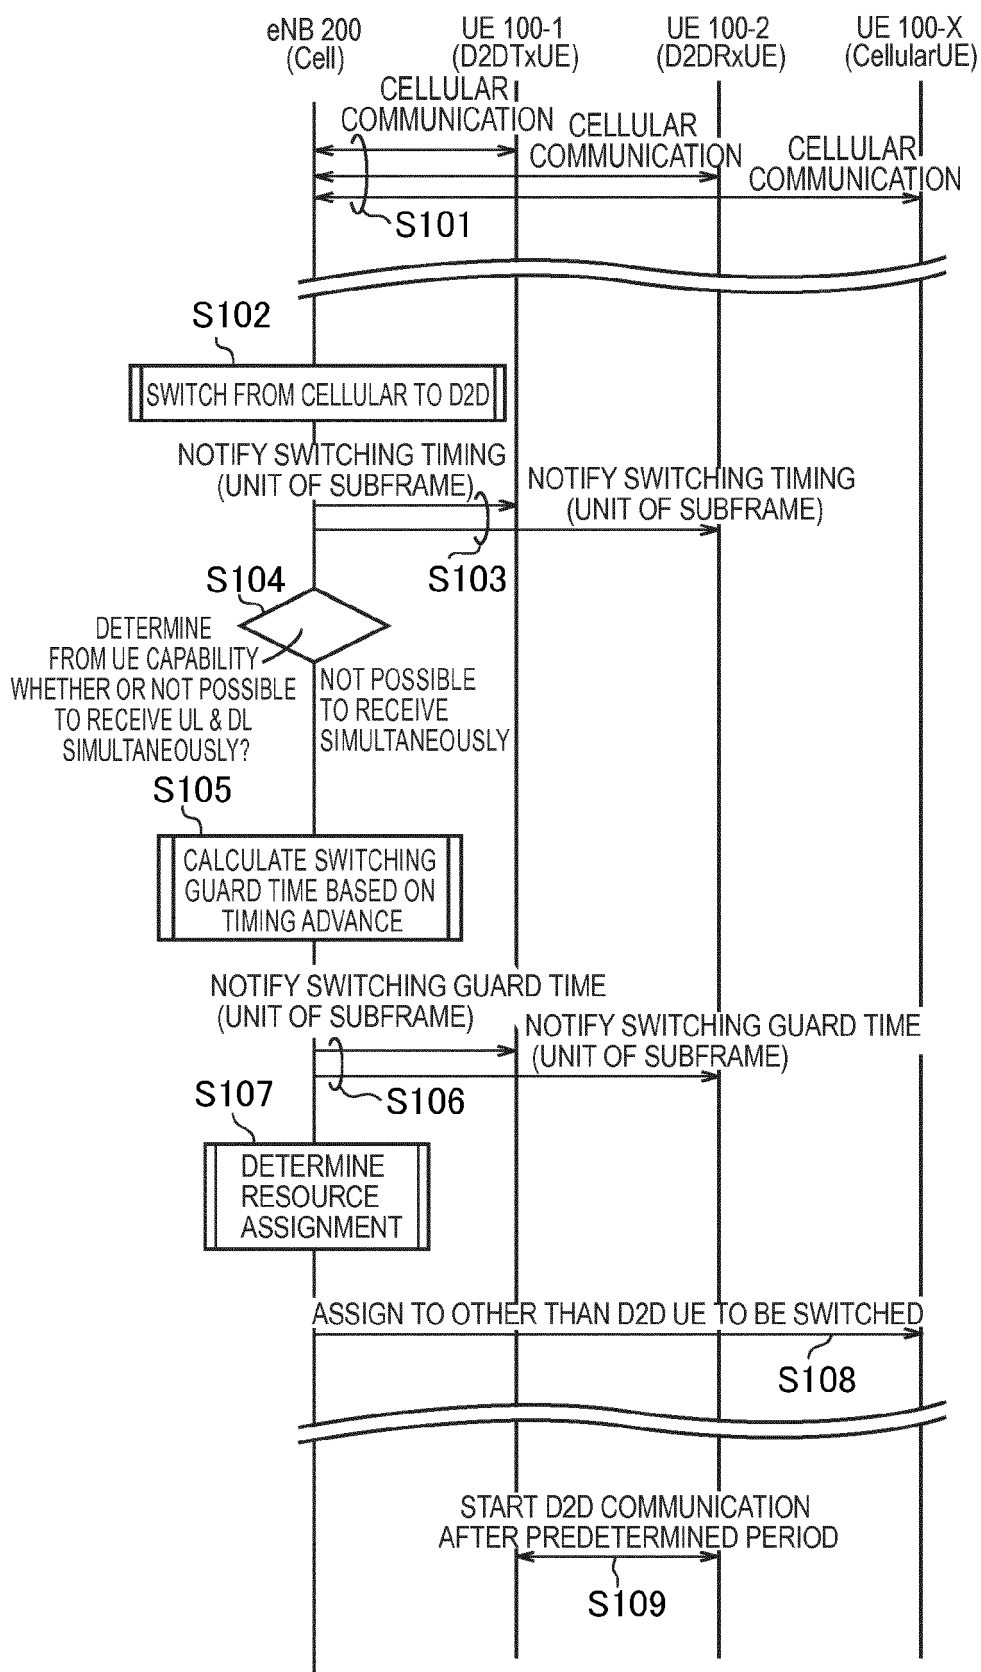 eNB 200
(Cell)
UE 100-1
(D2DTxUE)
UE 100-2
(D2DRxUE)
UE 100-X
(CellularUE)
CELLULAR
COMMUNICATION
CELLULAR
COMMUNICATION
CELLULAR
COMMUNICATION
S101
S102
SWITCH FROM CELLULAR TO D2D
NOTIFY SWITCHING TIMING
(UNIT OF SUBFRAME)
NOTIFY SWITCHING TIMING
(UNIT OF SUBFRAME)
S103
S104
DETERMINE
FROM UE CAPABILITY
WHETHER OR NOT POSSIBLE
TO RECEIVE UL & DL
SIMULTANEOUSLY?
NOT POSSIBLE
TO RECEIVE
SIMULTANEOUSLY
S105
CALCULATE SWITCHING
GUARD TIME BASED ON
TIMING ADVANCE
NOTIFY SWITCHING GUARD TIME
(UNIT OF SUBFRAME)
NOTIFY SWITCHING GUARD TIME
(UNIT OF SUBFRAME)
S106
S107
DETERMINE
RESOURCE
ASSIGNMENT
ASSIGN TO OTHER THAN D2D UE TO BE SWITCHED
S108
START D2D COMMUNICATION
AFTER PREDETERMINED PERIOD
S109